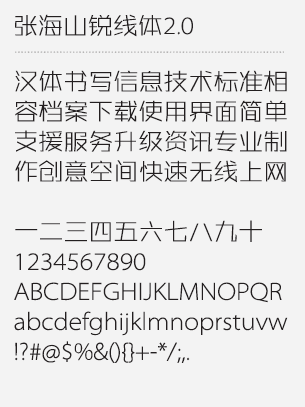 张海山锐线体2.0
汉体书写信息技术标准相
容档案下载使用界面简单
支援服务升级资讯专业制
作创意空间快速无线上网
一二三四五六七八九十
1234567890
ABCDEFGHIJKLMNOPQR
abcdefghijklmnopqrstuvwxyz
!?#@$%&(){}+-*/;,.